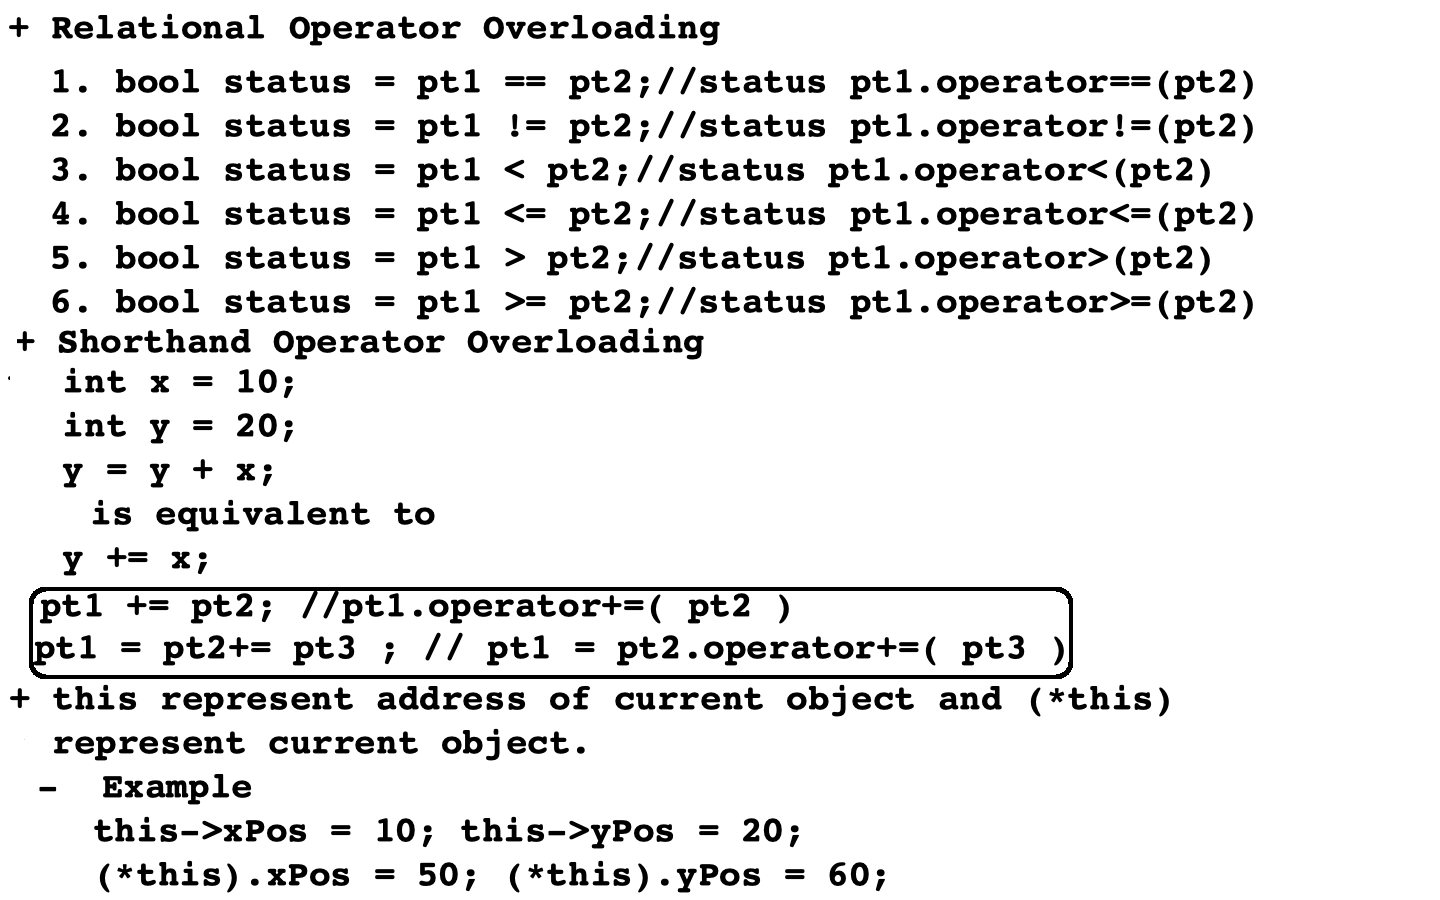 + Relational Operator Overloading
1. bool status = pt1 == pt2;//status pt1.operator==(pt2)
2. bool status = pt1 != pt2;//status pt1.operator!=(pt2)
3. bool status = pt1 < pt2;//status pt1.operator<(pt2)
4. bool status = pt1 <= pt2;//status pt1.operator<=(pt2)
5. bool status = pt1 > pt2;//status pt1.operator>(pt2)
6. bool status = pt1 >= pt2;//status pt1.operator>=(pt2)
+ Shorthand Operator Overloading
int x = 10;
int y = 20;
y = y + x;
is equivalent to
y += x;
pt1 += pt2; //pt1.operator+=( pt2 )
pt1 = pt2+= pt3 ; // pt1 = pt2.operator+=( pt3 )
+ this represent address of current object and (*this)
represent current object.
- Example
this->xPos = 10; this->yPos = 20;
(*this).xPos = 50; (*this).yPos = 60;